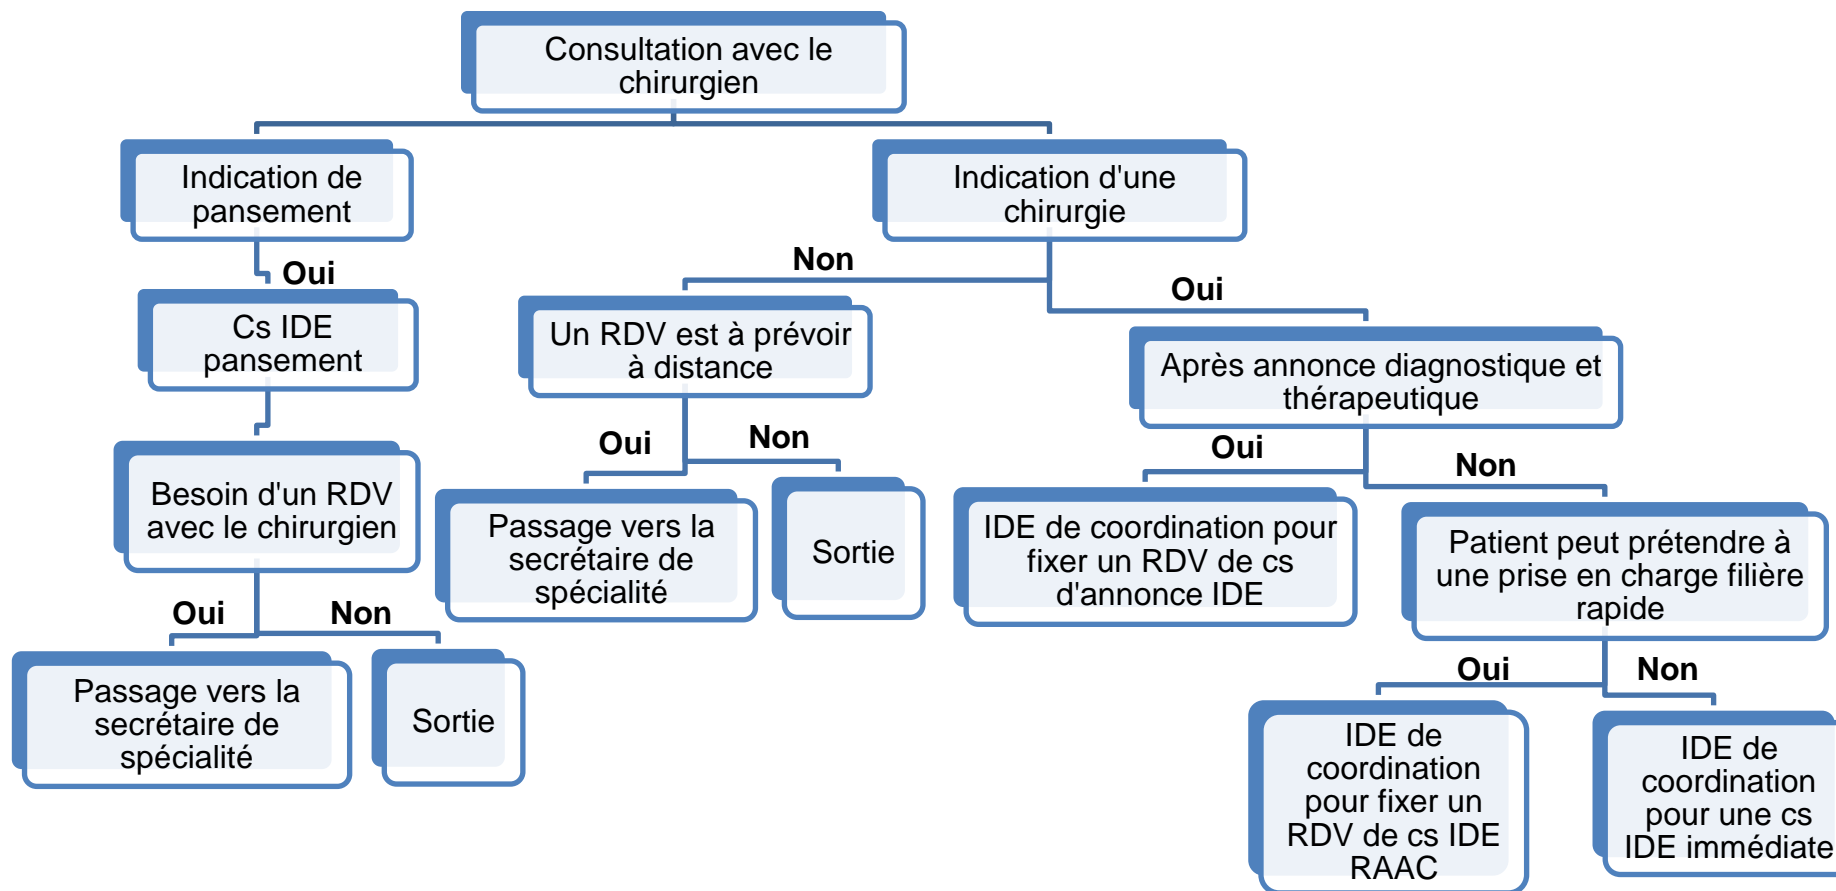 Consultation avec le
chirurgien
Indication de
pansement
Indication d'une
chirurgie
Oui
Non
Oui
Cs IDE
pansement
Un RDV est à prévoir
à distance
Après annonce diagnostique et
thérapeutique
Oui
Non
Oui
Non
Besoin d'un RDV
avec le chirurgien
Passage vers la
secrétaire de
spécialité
Sortie
IDE de coordination pour
fixer un RDV de cs
d'annonce IDE
Patient peut prétendre à
une prise en charge filière
rapide
Oui
Non
Oui
Non
Passage vers la
secrétaire de
spécialité
Sortie
IDE de
coordination
pour fixer un
RDV de cs IDE
RAAC
IDE de
coordination
pour une cs
IDE immédiate